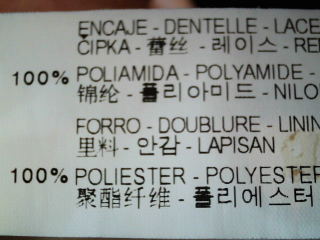 ENCAJE - DENTELLE - LACE
ČIPKA - 蕾丝 - 레이스 - REN
100% POLIAMIDA - POLYAMIDE -
锦纶 - 폴리아미드 - NILO
FORRO - DOUBLURE - LININ
里料 - 안감 - LAPISAN
100% POLIESTER - POLYESTER
聚酯纤维 - 폴리에스터